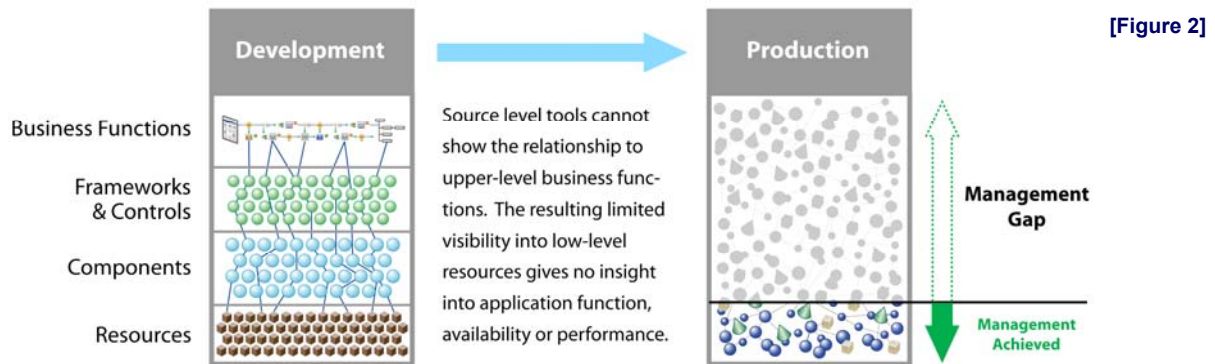 [Figure 2]
Development
Production
Business Functions
Frameworks
& Controls
Components
Resources
Source level tools cannot
show the relationship to
upper-level business func-
tions. The resulting limited
visibility into low-level
resources gives no insight
into application function,
availability or performance.
Management
Gap
Management
Achieved